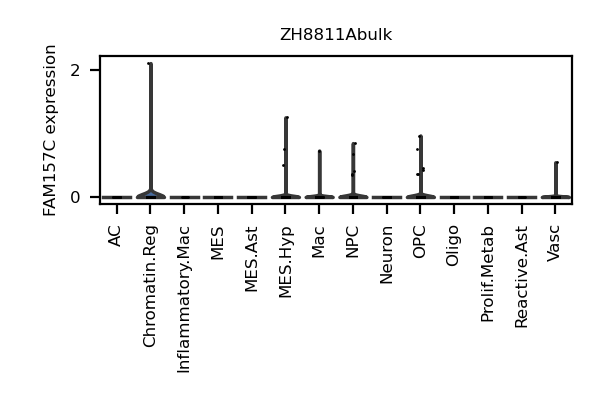 ZH8811Abulk
FAM157C expression
2
0
AC
Chromatin.Reg
Inflammatory.Mac
MES
MES.Ast
MES.Hyp
Mac
NPC
Neuron
OPC
Oligo
Prolif.Metab
Reactive.Ast
Vasc